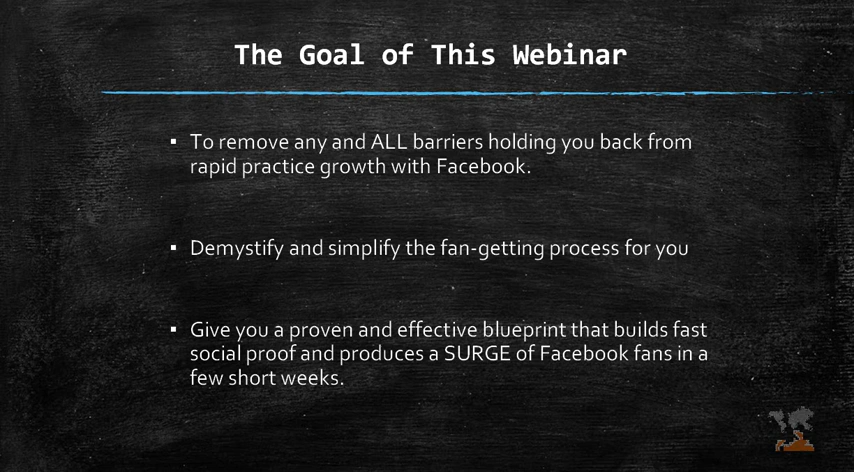 The Goal of This Webinar
▪ To remove any and ALL barriers holding you back from
rapid practice growth with Facebook.
▪ Demystify and simplify the fan-getting process for you
▪ Give you a proven and effective blueprint that builds fast
social proof and produces a SURGE of Facebook fans in a
few short weeks.